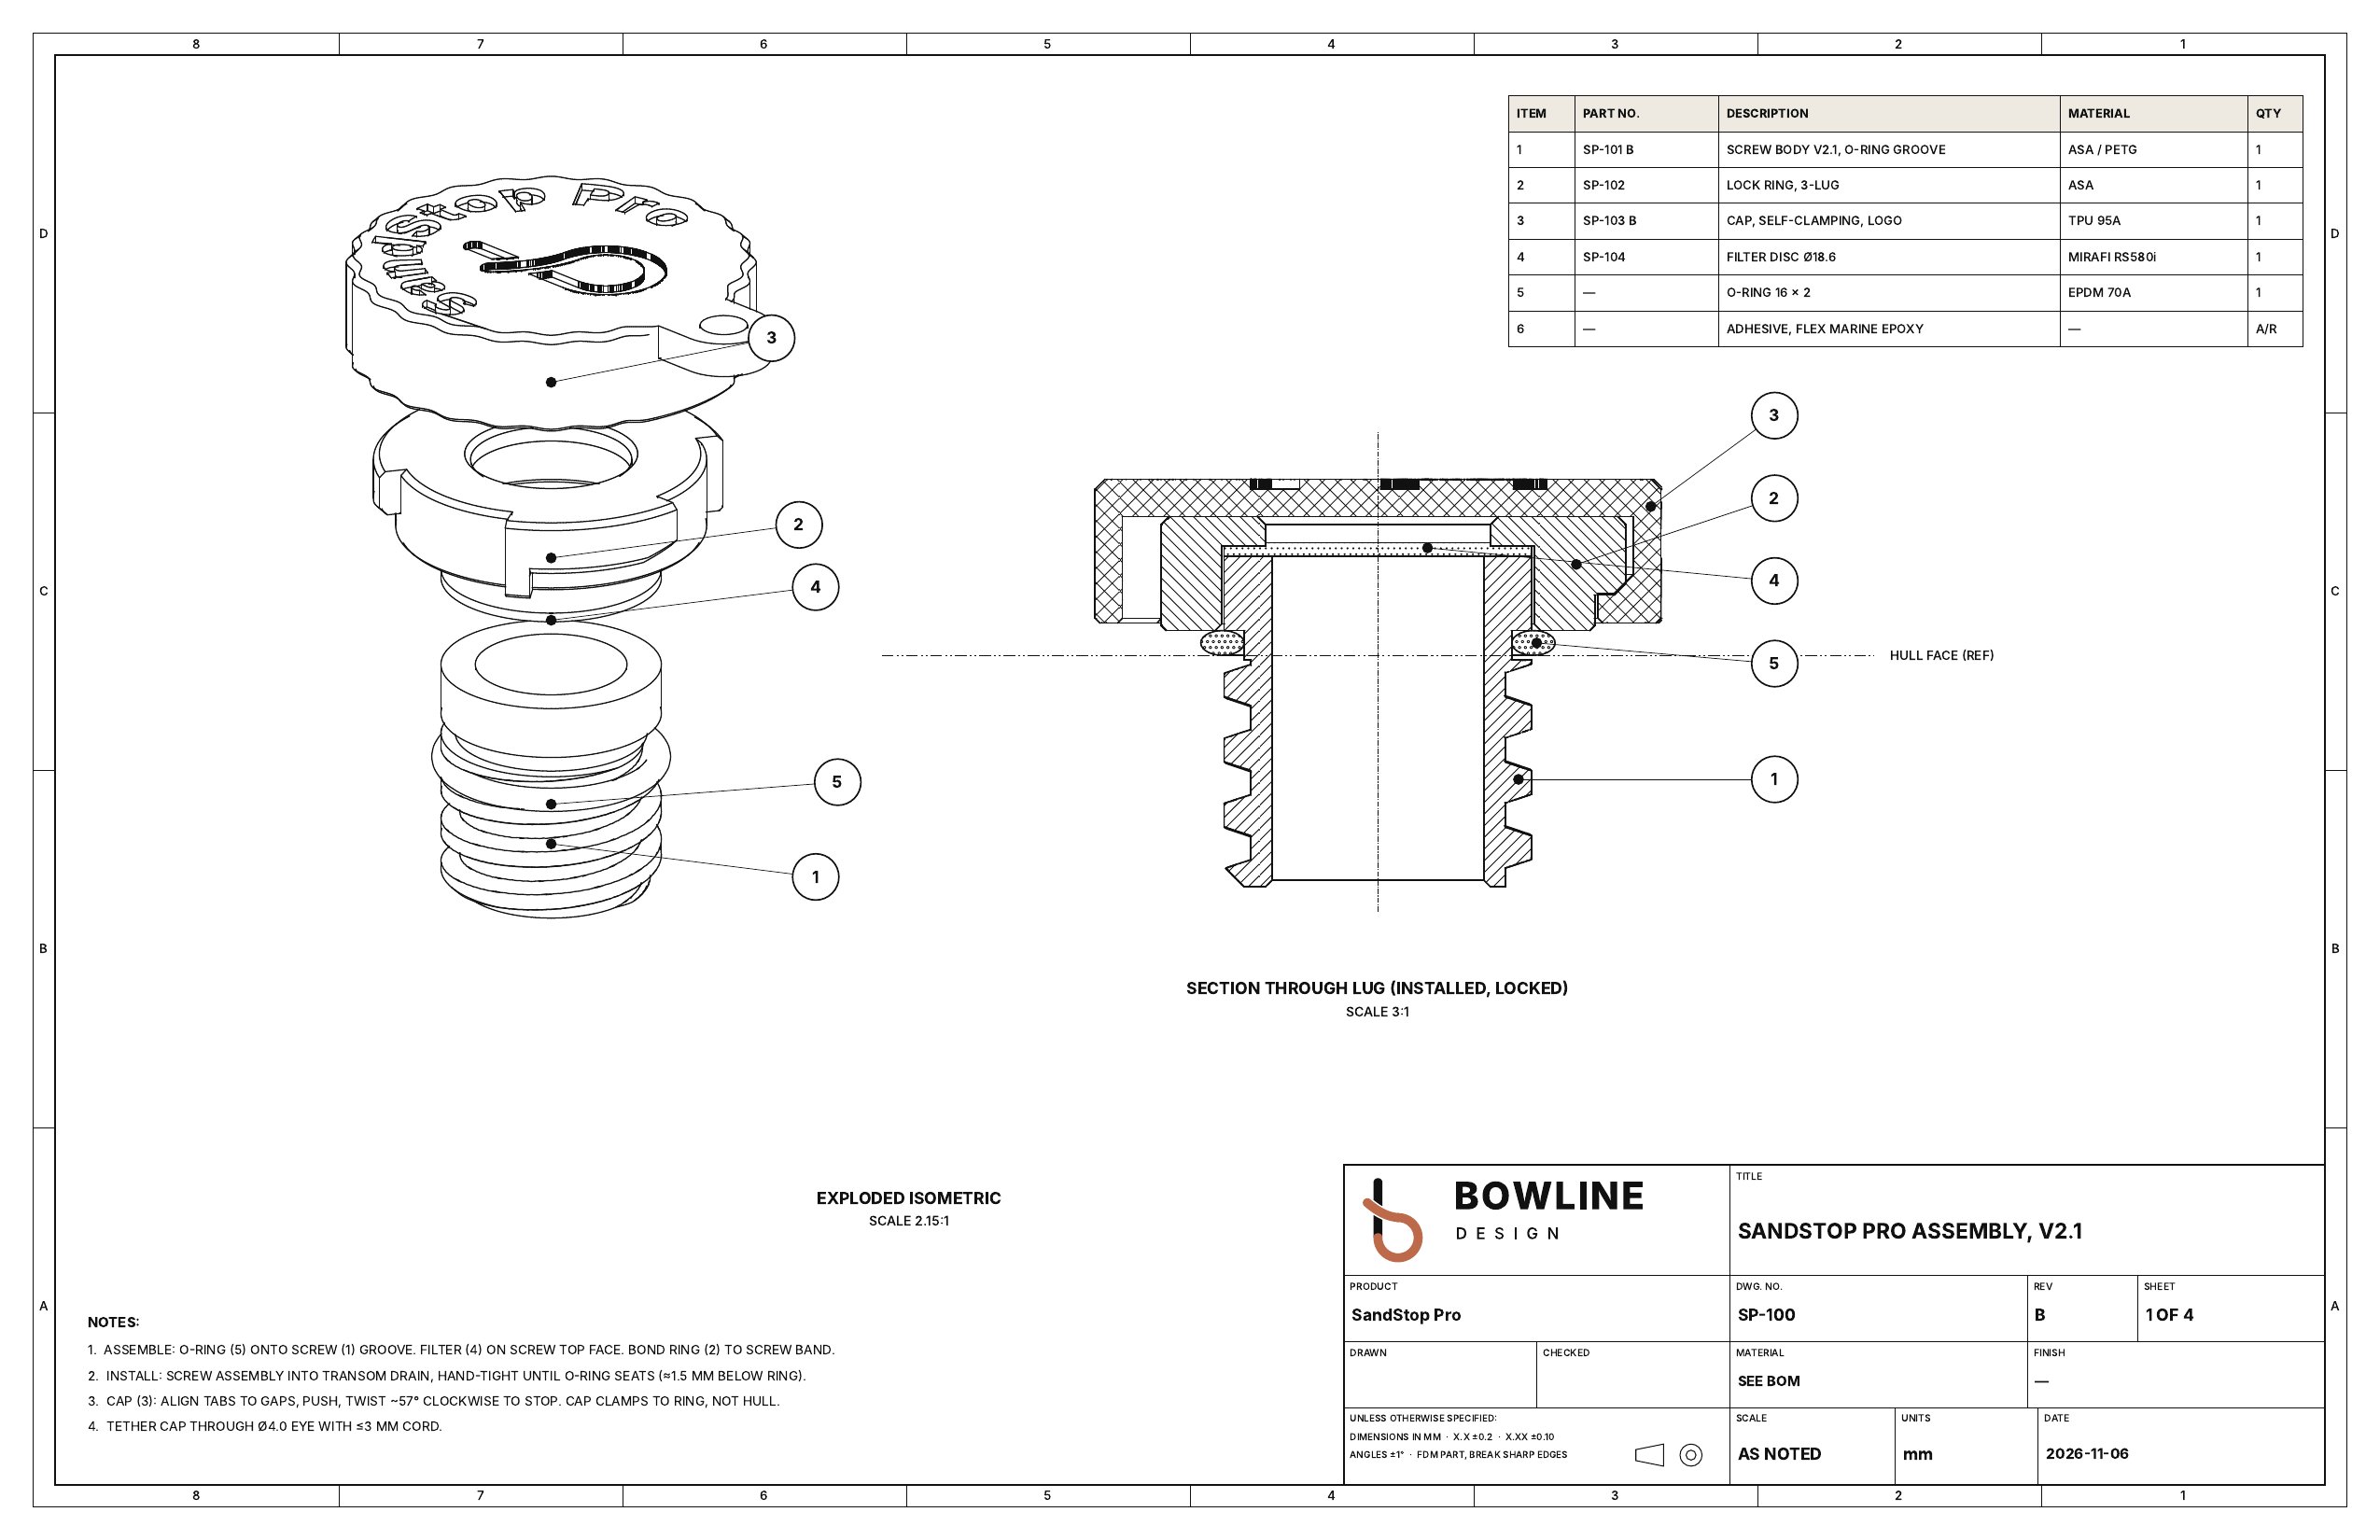 8 7 6 5 4 3 2 1
D
C
B
A
D
C
B
A
ITEM PART NO. DESCRIPTION MATERIAL QTY
1 SP-101 B SCREW BODY V2.1, O-RING GROOVE ASA / PETG 1
2 SP-102 LOCK RING, 3-LUG ASA 1
3 SP-103 B CAP, SELF-CLAMPING, LOGO TPU 95A 1
4 SP-104 FILTER DISC Ø18.6 MIRAFI RS580i 1
5 — O-RING 16 × 2 EPDM 70A 1
6 — ADHESIVE, FLEX MARINE EPOXY — A/R
Sandstop Pro
3
2
4
5
1
3
2
4
5
1
HULL FACE (REF)
SECTION THROUGH LUG (INSTALLED, LOCKED)
SCALE 3:1
EXPLODED ISOMETRIC
SCALE 2.15:1
NOTES:
1. ASSEMBLE: O-RING (5) ONTO SCREW (1) GROOVE. FILTER (4) ON SCREW TOP FACE. BOND RING (2) TO SCREW BAND.
2. INSTALL: SCREW ASSEMBLY INTO TRANSOM DRAIN, HAND-TIGHT UNTIL O-RING SEATS (≈1.5 MM BELOW RING).
3. CAP (3): ALIGN TABS TO GAPS, PUSH, TWIST ~57° CLOCKWISE TO STOP. CAP CLAMPS TO RING, NOT HULL.
4. TETHER CAP THROUGH Ø4.0 EYE WITH ≤3 MM CORD.
BOWLINE
DESIGN
TITLE
SANDSTOP PRO ASSEMBLY, V2.1
PRODUCT
SandStop Pro
DWG. NO.
SP-100
REV
B
SHEET
1 OF 4
DRAWN
CHECKED
MATERIAL
SEE BOM
FINISH
—
UNLESS OTHERWISE SPECIFIED:
DIMENSIONS IN MM · X.X ±0.2 · X.XX ±0.10
ANGLES ±1° · FDM PART, BREAK SHARP EDGES
SCALE
AS NOTED
UNITS
mm
DATE
2026-11-06
8 7 6 5 4 3 2 1